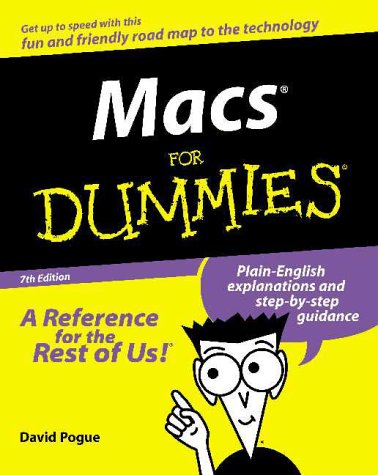 Get up to speed with this
fun and friendly road map to the technology
Macs®
FOR
DUMMIES®
7th Edition
Plain-English
explanations and
step-by-step
guidance
A Reference
for the
Rest of Us!®
David Pogue